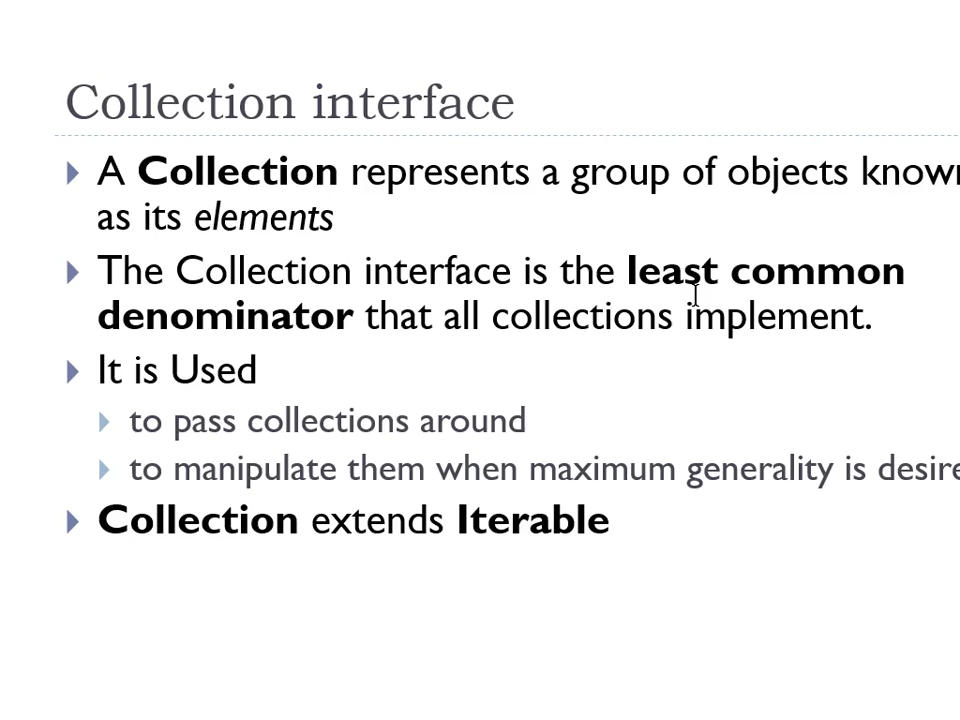 Collection interface
A Collection represents a group of objects known
as its elements
The Collection interface is the least common
denominator that all collections implement.
It is Used
to pass collections around
to manipulate them when maximum generality is desire
Collection extends Iterable